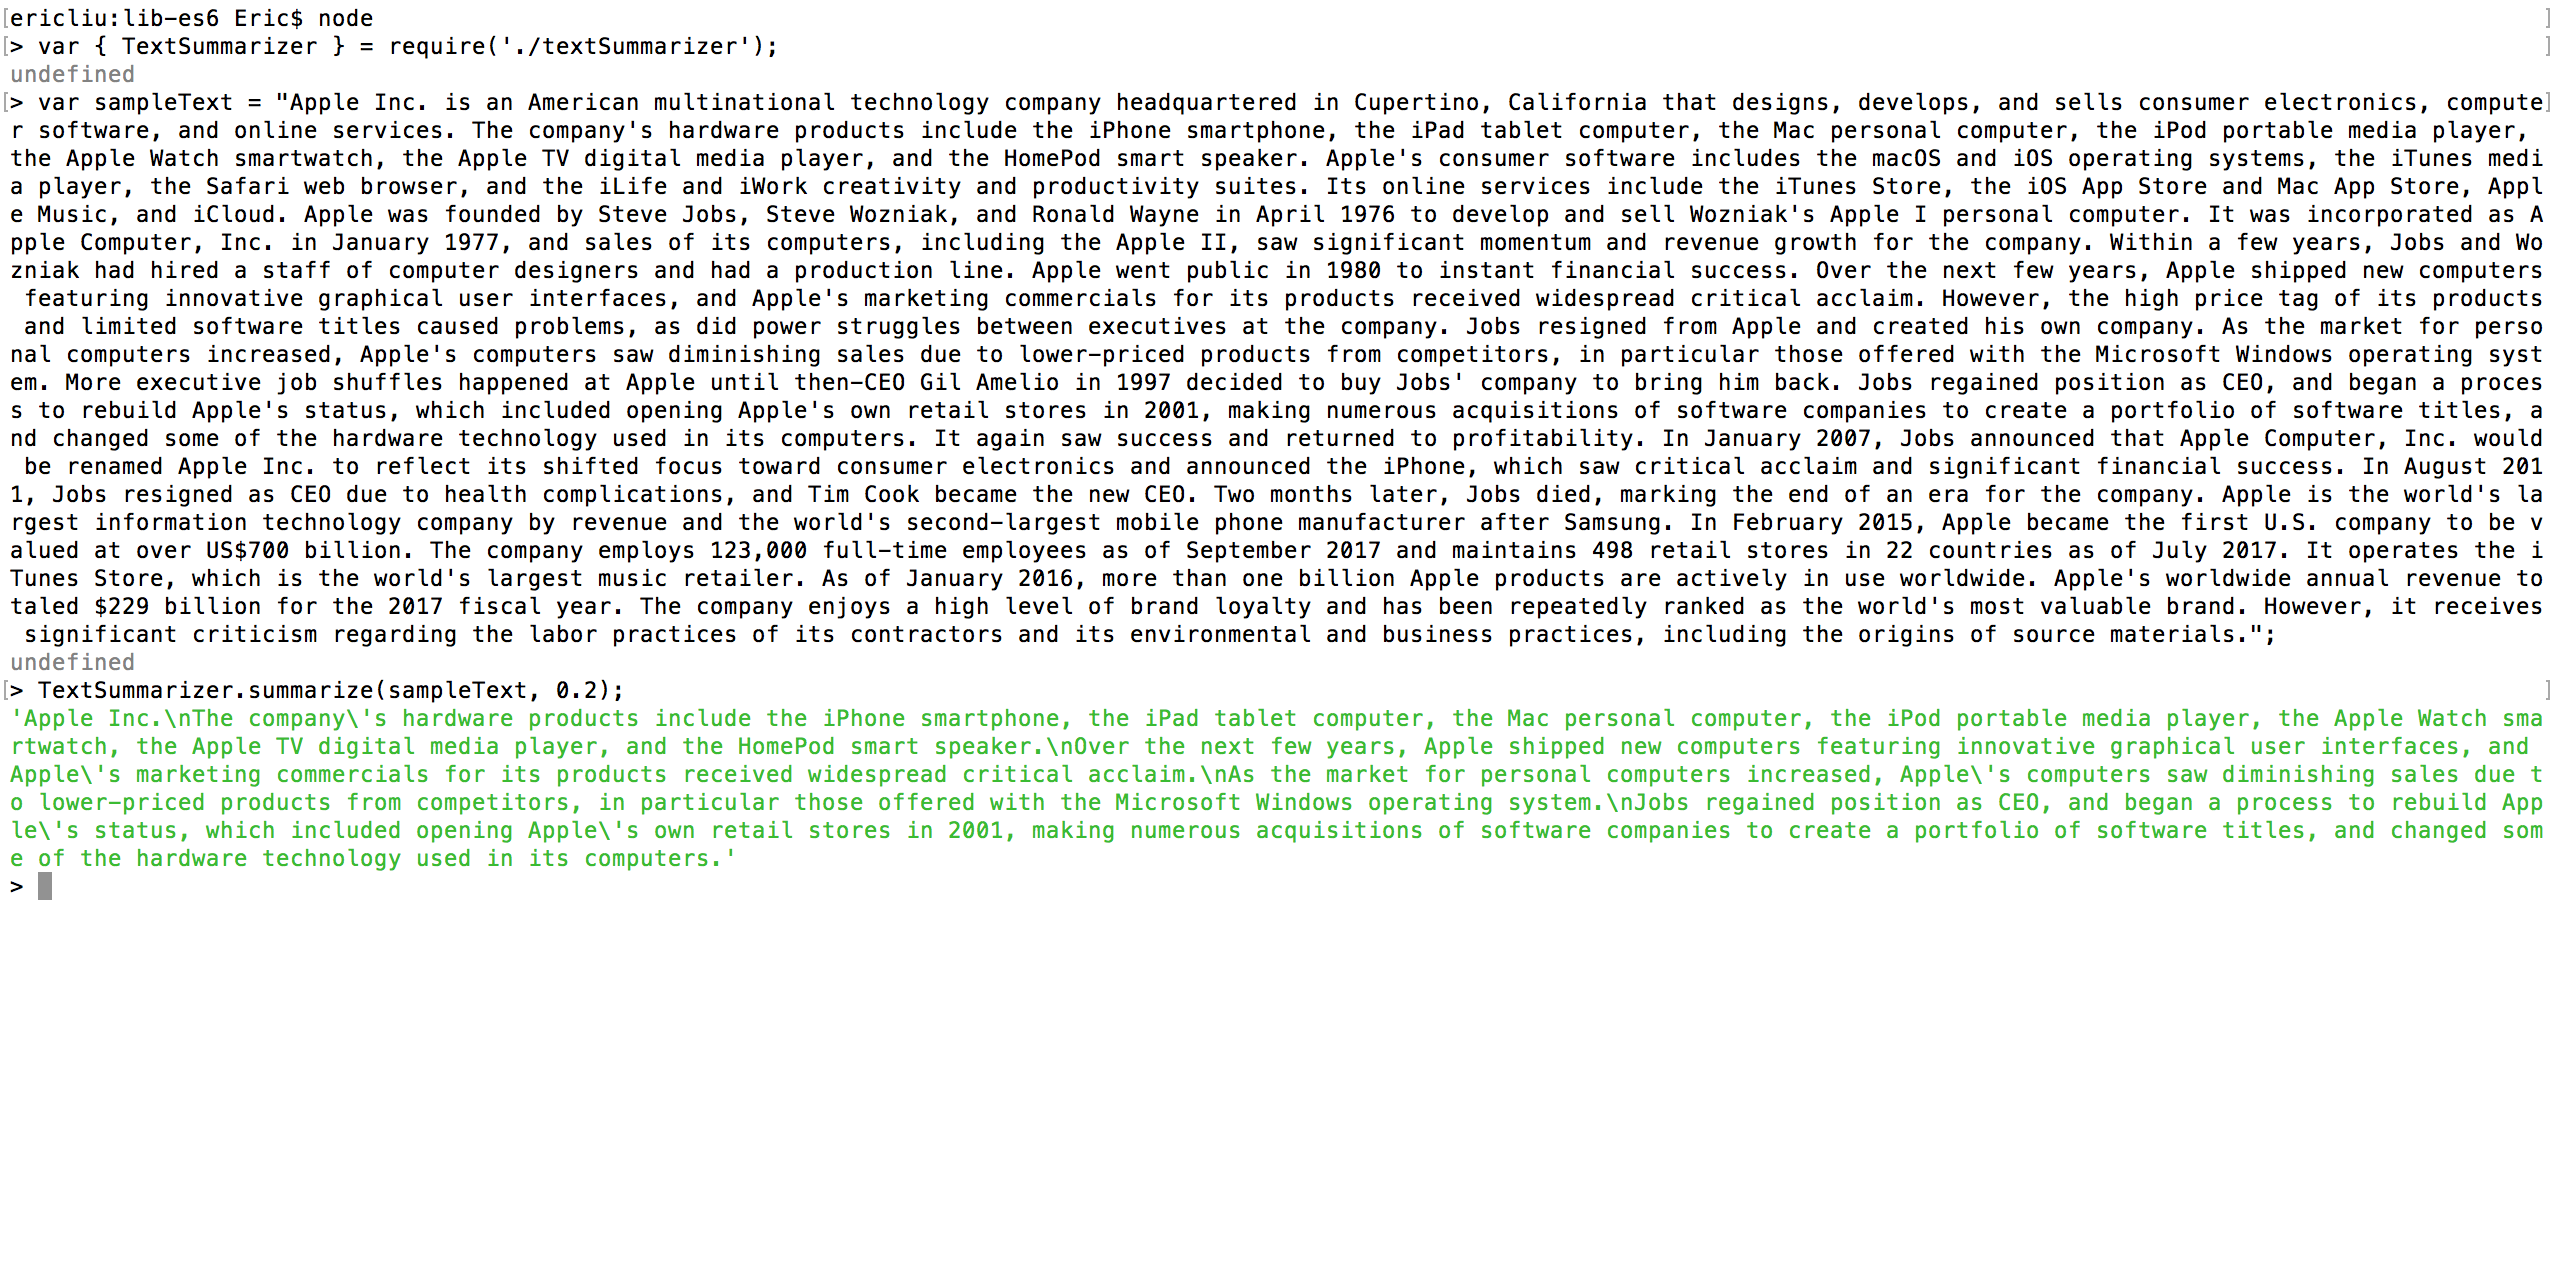 [ericliu:lib-es6 Eric$ node ]
[> var { TextSummarizer } = require('./textSummarizer'); ]
undefined
[> var sampleText = "Apple Inc. is an American multinational technology company headquartered in Cupertino, California that designs, develops, and sells consumer electronics, compute]
r software, and online services. The company's hardware products include the iPhone smartphone, the iPad tablet computer, the Mac personal computer, the iPod portable media player,
the Apple Watch smartwatch, the Apple TV digital media player, and the HomePod smart speaker. Apple's consumer software includes the macOS and iOS operating systems, the iTunes medi
a player, the Safari web browser, and the iLife and iWork creativity and productivity suites. Its online services include the iTunes Store, the iOS App Store and Mac App Store, Appl
e Music, and iCloud. Apple was founded by Steve Jobs, Steve Wozniak, and Ronald Wayne in April 1976 to develop and sell Wozniak's Apple I personal computer. It was incorporated as A
pple Computer, Inc. in January 1977, and sales of its computers, including the Apple II, saw significant momentum and revenue growth for the company. Within a few years, Jobs and Wo
zniak had hired a staff of computer designers and had a production line. Apple went public in 1980 to instant financial success. Over the next few years, Apple shipped new computers
 featuring innovative graphical user interfaces, and Apple's marketing commercials for its products received widespread critical acclaim. However, the high price tag of its products
 and limited software titles caused problems, as did power struggles between executives at the company. Jobs resigned from Apple and created his own company. As the market for perso
nal computers increased, Apple's computers saw diminishing sales due to lower-priced products from competitors, in particular those offered with the Microsoft Windows operating syst
em. More executive job shuffles happened at Apple until then-CEO Gil Amelio in 1997 decided to buy Jobs' company to bring him back. Jobs regained position as CEO, and began a proces
s to rebuild Apple's status, which included opening Apple's own retail stores in 2001, making numerous acquisitions of software companies to create a portfolio of software titles, a
nd changed some of the hardware technology used in its computers. It again saw success and returned to profitability. In January 2007, Jobs announced that Apple Computer, Inc. would
 be renamed Apple Inc. to reflect its shifted focus toward consumer electronics and announced the iPhone, which saw critical acclaim and significant financial success. In August 201
1, Jobs resigned as CEO due to health complications, and Tim Cook became the new CEO. Two months later, Jobs died, marking the end of an era for the company. Apple is the world's la
rgest information technology company by revenue and the world's second-largest mobile phone manufacturer after Samsung. In February 2015, Apple became the first U.S. company to be v
alued at over US$700 billion. The company employs 123,000 full-time employees as of September 2017 and maintains 498 retail stores in 22 countries as of July 2017. It operates the i
Tunes Store, which is the world's largest music retailer. As of January 2016, more than one billion Apple products are actively in use worldwide. Apple's worldwide annual revenue to
taled $229 billion for the 2017 fiscal year. The company enjoys a high level of brand loyalty and has been repeatedly ranked as the world's most valuable brand. However, it receives
 significant criticism regarding the labor practices of its contractors and its environmental and business practices, including the origins of source materials.";
undefined
[> TextSummarizer.summarize(sampleText, 0.2); ]
'Apple Inc.\nThe company\'s hardware products include the iPhone smartphone, the iPad tablet computer, the Mac personal computer, the iPod portable media player, the Apple Watch sma
rtwatch, the Apple TV digital media player, and the HomePod smart speaker.\nOver the next few years, Apple shipped new computers featuring innovative graphical user interfaces, and
Apple\'s marketing commercials for its products received widespread critical acclaim.\nAs the market for personal computers increased, Apple\'s computers saw diminishing sales due t
o lower-priced products from competitors, in particular those offered with the Microsoft Windows operating system.\nJobs regained position as CEO, and began a process to rebuild App
le\'s status, which included opening Apple\'s own retail stores in 2001, making numerous acquisitions of software companies to create a portfolio of software titles, and changed som
e of the hardware technology used in its computers.'
>